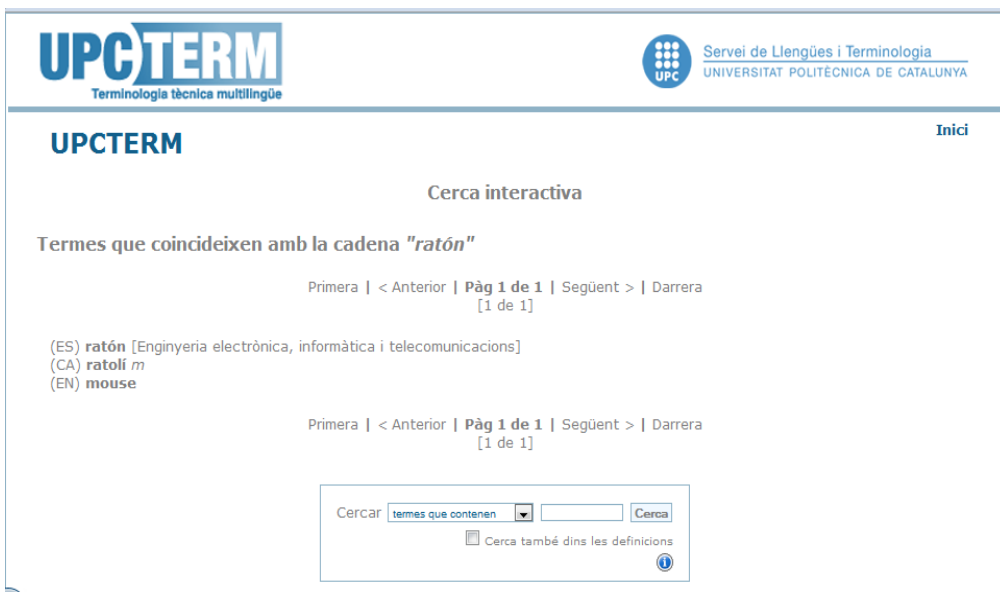 UPCTERM
Terminologia tècnica multilingüe
UPC
Servei de Llengües i Terminologia
UNIVERSITAT POLITÈCNICA DE CATALUNYA
Inici
UPCTERM
Cerca interactiva
Termes que coincideixen amb la cadena "ratón"
Primera | < Anterior | Pàg 1 de 1 | Següent > | Darrera
[1 de 1]
(ES) ratón [Enginyeria electrònica, informàtica i telecomunicacions]
(CA) ratolí m
(EN) mouse
Primera | < Anterior | Pàg 1 de 1 | Següent > | Darrera
[1 de 1]
Cercar termes que contenen Cerca
Cerca també dins les definicions
i